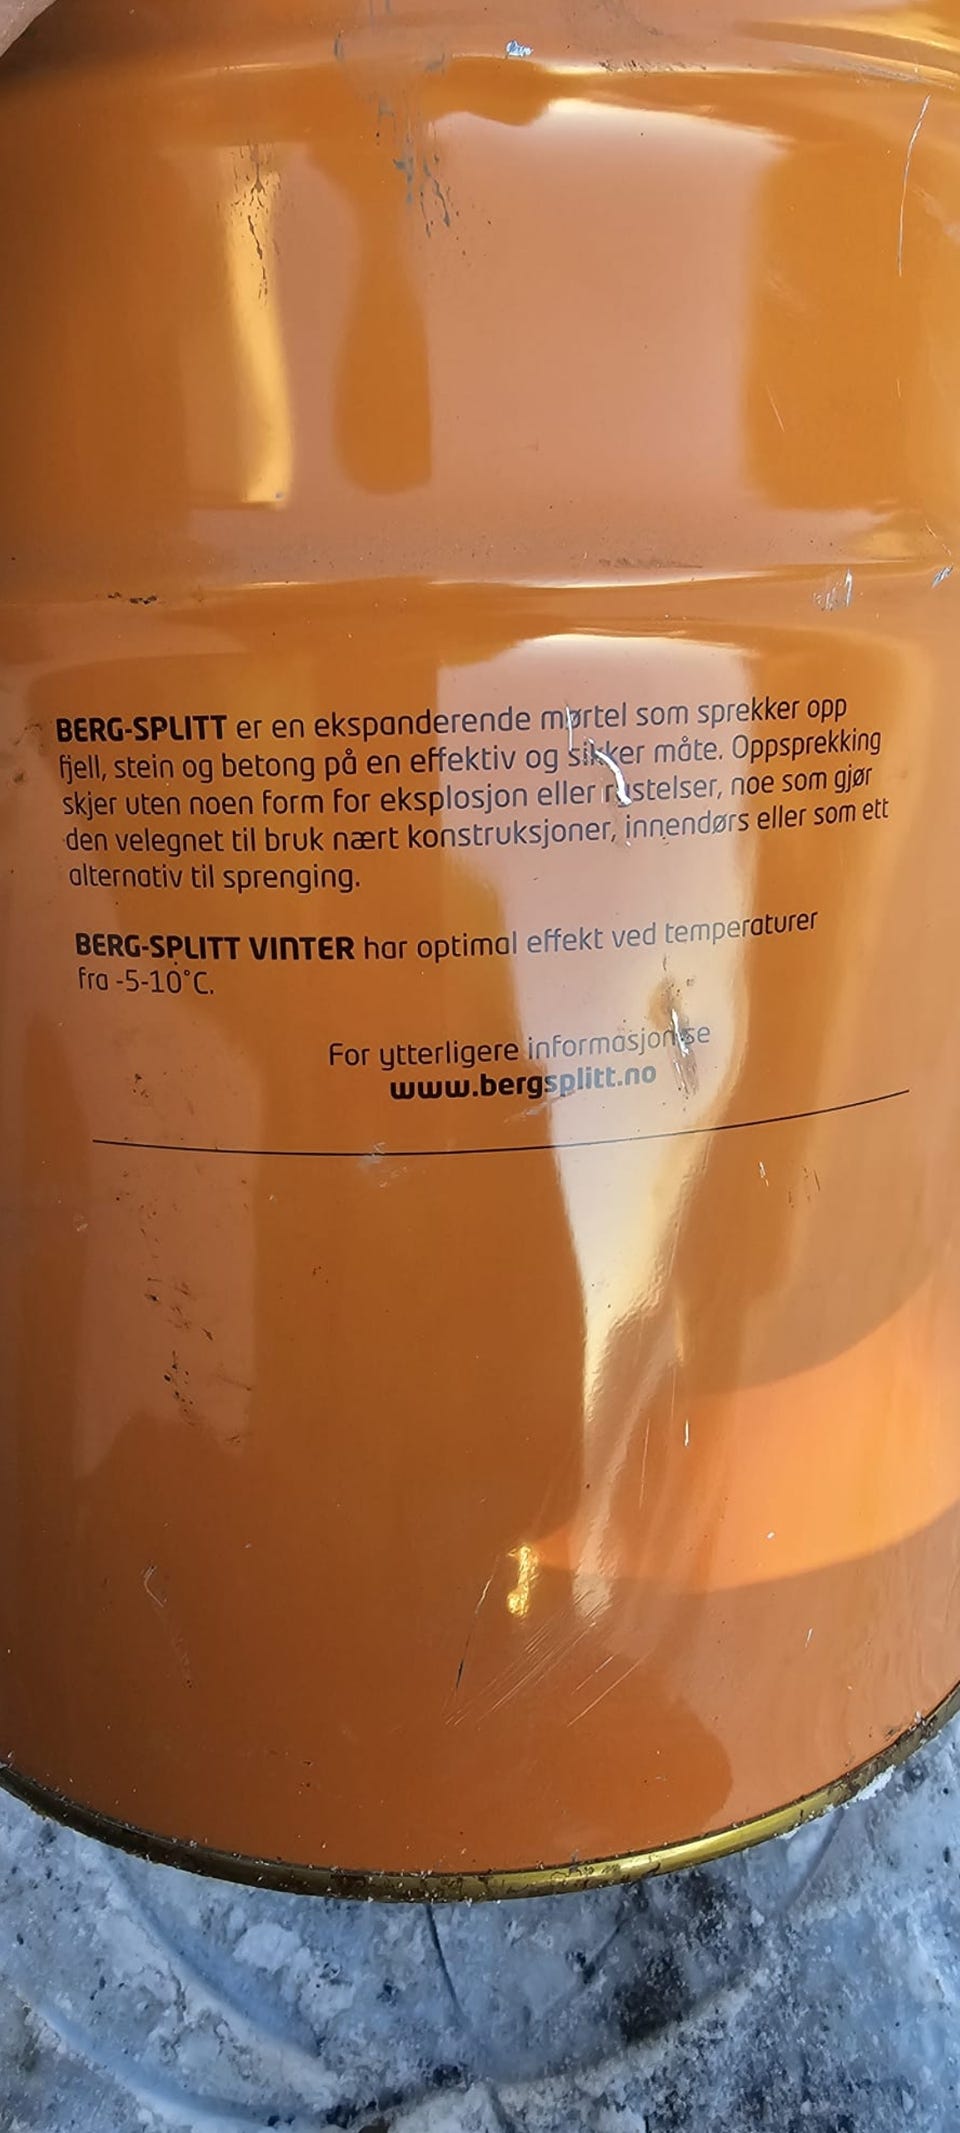 BERG-SPLITT er en ekspanderende mørtel som sprekker opp
fjell, stein og betong på en effektiv og sikker måte. Oppsprekking
skjer uten noen form for eksplosjon eller rystelser, noe som gjør
den velegnet til bruk nært konstruksjoner, innendørs eller som ett
alternativ til sprenging.
BERG-SPLITT VINTER har optimal effekt ved temperaturer
fra -5-10°C.
For ytterligere informasjon se
www.bergsplitt.no